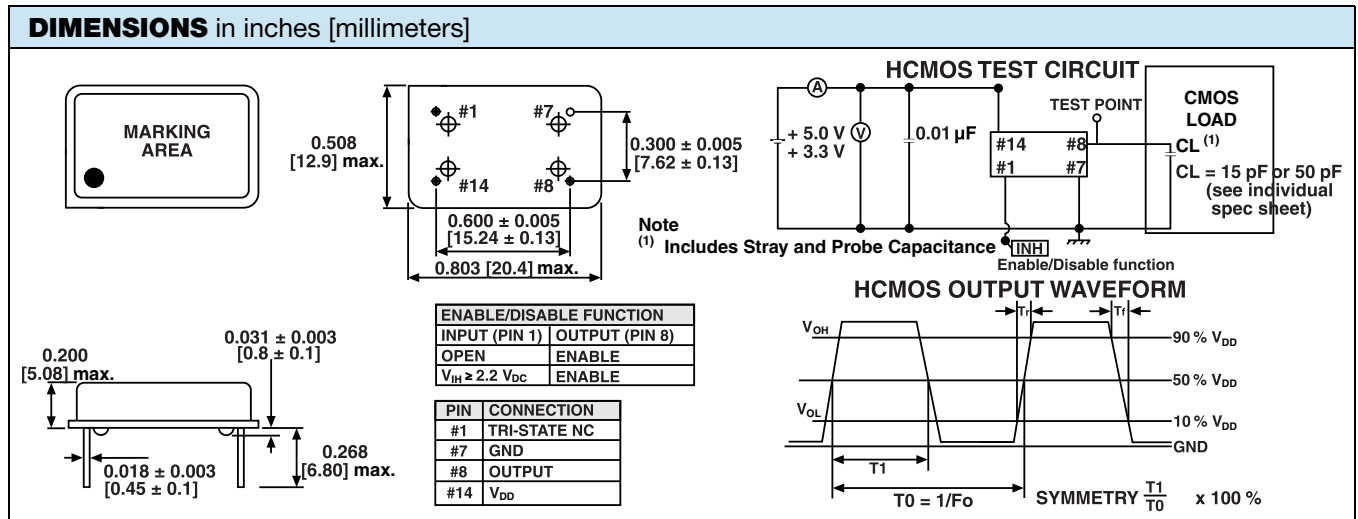 DIMENSIONS in inches [millimeters]
MARKING
AREA
0.508
[12.9] max.
#1
#7
#14
#8
0.300 ± 0.005
[7.62 ± 0.13]
0.600 ± 0.005
[15.24 ± 0.13]
0.803 [20.4] max.
Note
(1) Includes Stray and Probe Capacitance
HCMOS TEST CIRCUIT
A
+ 5.0 V
+ 3.3 V
V
0.01 µF
TEST POINT
#14
#8
#1
#7
CMOS
LOAD
CL (1)
CL = 15 pF or 50 pF
(see individual
spec sheet)
INH
Enable/Disable function
0.200
[5.08] max.
0.031 ± 0.003
[0.8 ± 0.1]
0.018 ± 0.003
[0.45 ± 0.1]
0.268
[6.80] max.
ENABLE/DISABLE FUNCTION
INPUT (PIN 1) OUTPUT (PIN 8)
OPEN ENABLE
VIH ≥ 2.2 VDC ENABLE
PIN CONNECTION
#1 TRI-STATE NC
#7 GND
#8 OUTPUT
#14 VDD
HCMOS OUTPUT WAVEFORM
Tr
Tf
VOH
90 % VDD
50 % VDD
VOL
10 % VDD
GND
T1
T0 = 1/Fo
SYMMETRY T1/T0 x 100 %